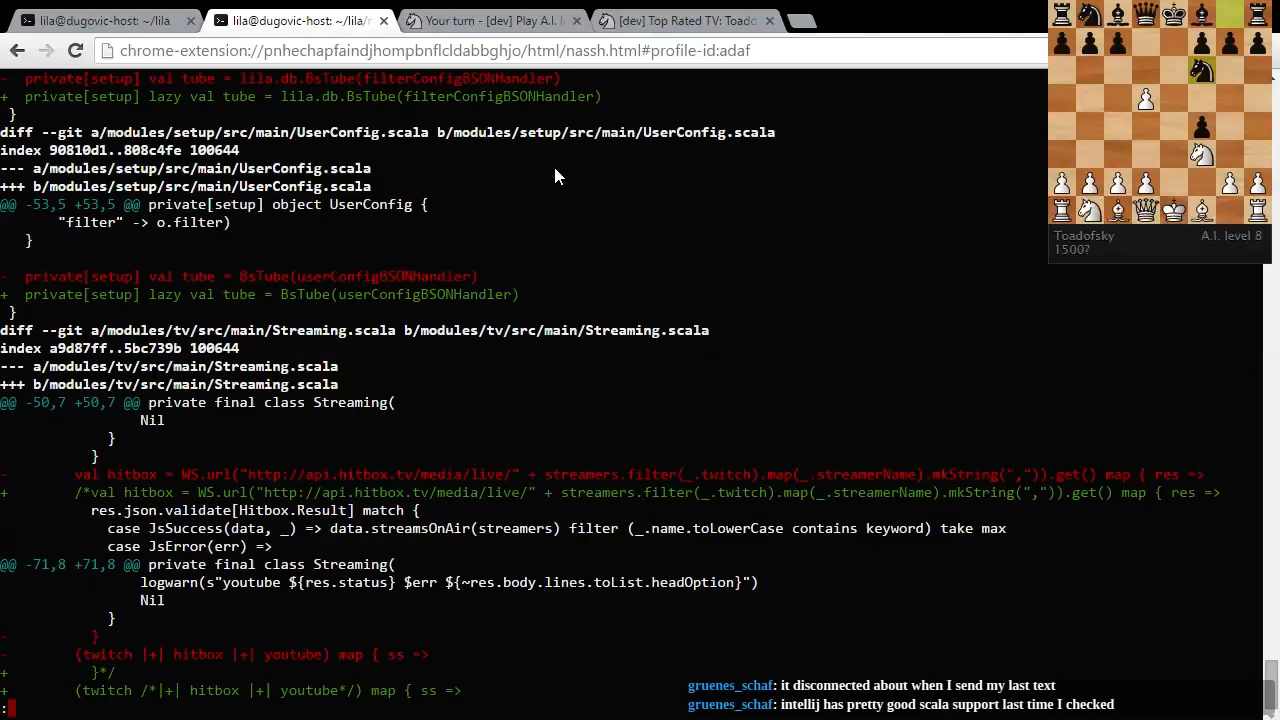 lila@dugovic-host: ~/lila
lila@dugovic-host: ~/lila/m
Your turn - [dev] Play A.I. l
[dev] Top Rated TV: Toado
chrome-extension://pnhechapfaindjhompbnflcldabbghjo/html/nassh.html#profile-id:adaf
-  private[setup] val tube = lila.db.BsTube(filterConfigBSONHandler)
+  private[setup] lazy val tube = lila.db.BsTube(filterConfigBSONHandler)
 }
diff --git a/modules/setup/src/main/UserConfig.scala b/modules/setup/src/main/UserConfig.scala
index 90810d1..808c4fe 100644
--- a/modules/setup/src/main/UserConfig.scala
+++ b/modules/setup/src/main/UserConfig.scala
@@ -53,5 +53,5 @@ private[setup] object UserConfig {
       "filter" -> o.filter)
   }
-  private[setup] val tube = BsTube(userConfigBSONHandler)
+  private[setup] lazy val tube = BsTube(userConfigBSONHandler)
 }
diff --git a/modules/tv/src/main/Streaming.scala b/modules/tv/src/main/Streaming.scala
index a9d87ff..5bc739b 100644
--- a/modules/tv/src/main/Streaming.scala
+++ b/modules/tv/src/main/Streaming.scala
@@ -50,7 +50,7 @@ private final class Streaming(
                 Nil
             }
          }
-        val hitbox = WS.url("http://api.hitbox.tv/media/live/" + streamers.filter(_.twitch).map(_.streamerName).mkString(",")).get() map { res =>
+        /*val hitbox = WS.url("http://api.hitbox.tv/media/live/" + streamers.filter(_.twitch).map(_.streamerName).mkString(",")).get() map { res =>
           res.json.validate[Hitbox.Result] match {
             case JsSuccess(data, _) => data.streamsOnAir(streamers) filter (_.name.toLowerCase contains keyword) take max
             case JsError(err) =>
@@ -71,8 +71,8 @@ private final class Streaming(
                 logwarn(s"youtube ${res.status} $err ${~res.body.lines.toList.headOption}")
                 Nil
             }
-          }
-        (twitch |+| hitbox |+| youtube) map { ss =>
+          }*/
+        (twitch /*|+| hitbox |+| youtube*/) map { ss =>
:
Toadofsky
A.I. level 8
1500?
gruenes_schaf: it disconnected about when I send my last text
gruenes_schaf: intellij has pretty good scala support last time I checked